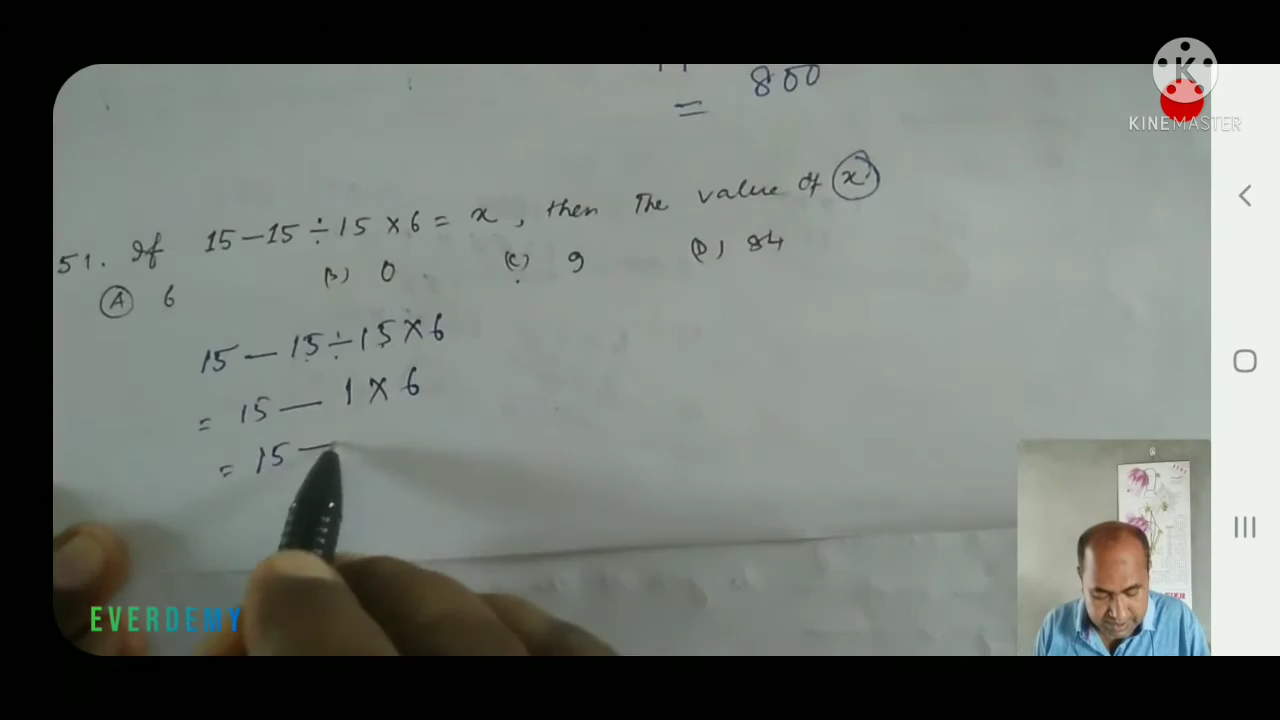 800
=
KINEMASTER
51. If 15-15÷15×6= x, then The value of x
(A) 6 (B) 0 (C) 9 (D) 84
15-15÷15×6
= 15-1×6
= 15-
EVERDEMY